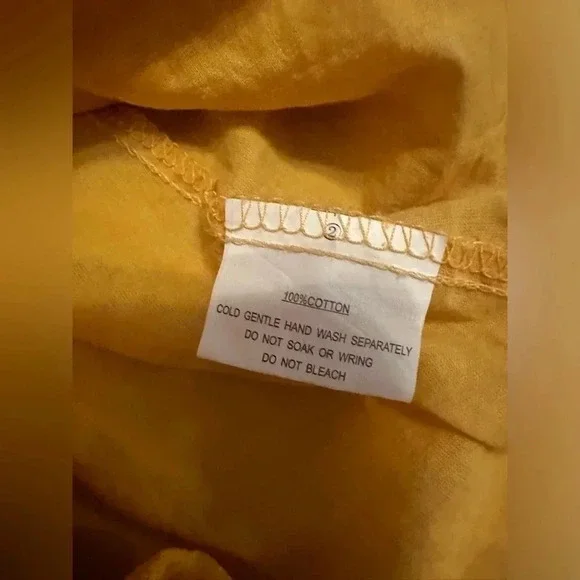 ②
100%COTTON
COLD GENTLE HAND WASH SEPARATELY
DO NOT SOAK OR WRING
DO NOT BLEACH